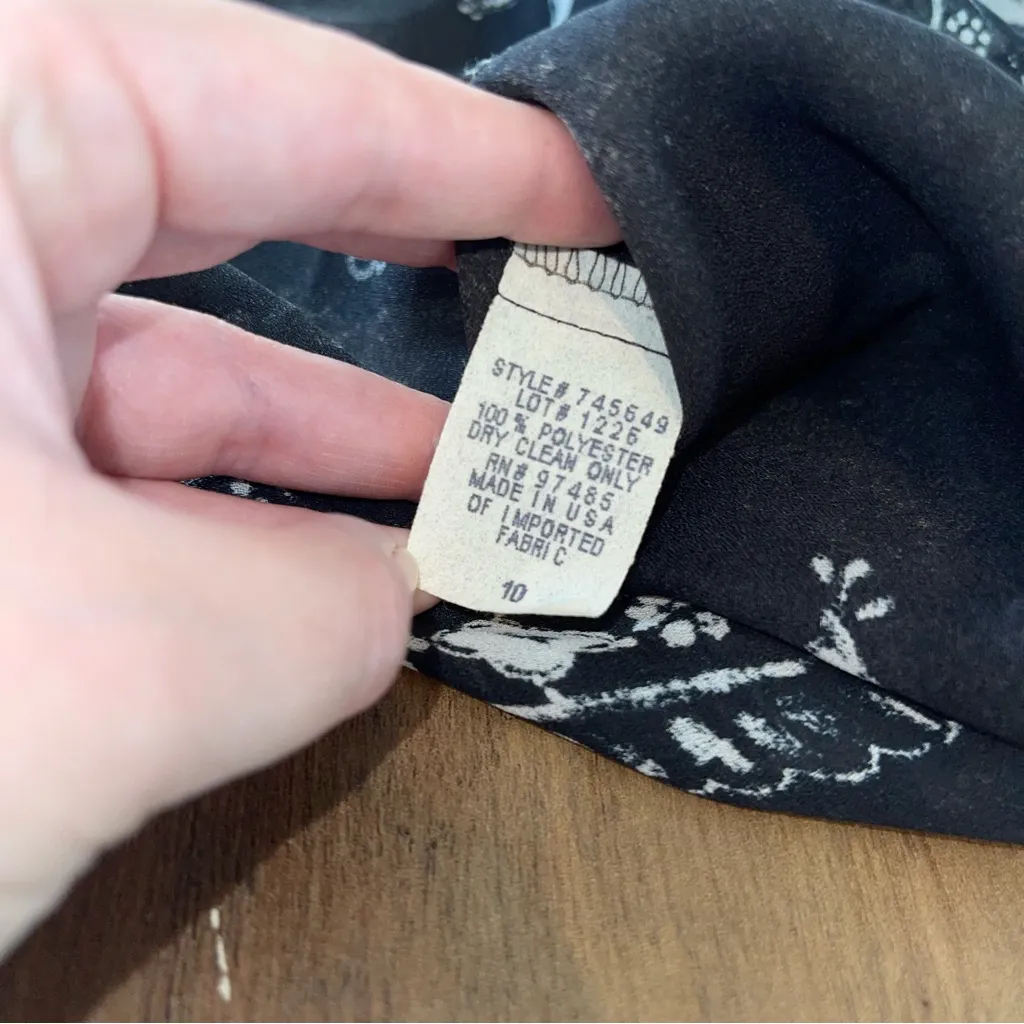 STYLE # 745649
LOT # 1226
100 % POLYESTER
DRY CLEAN ONLY
RN # 97485
MADE IN USA
OF IMPORTED
FABRIC
10